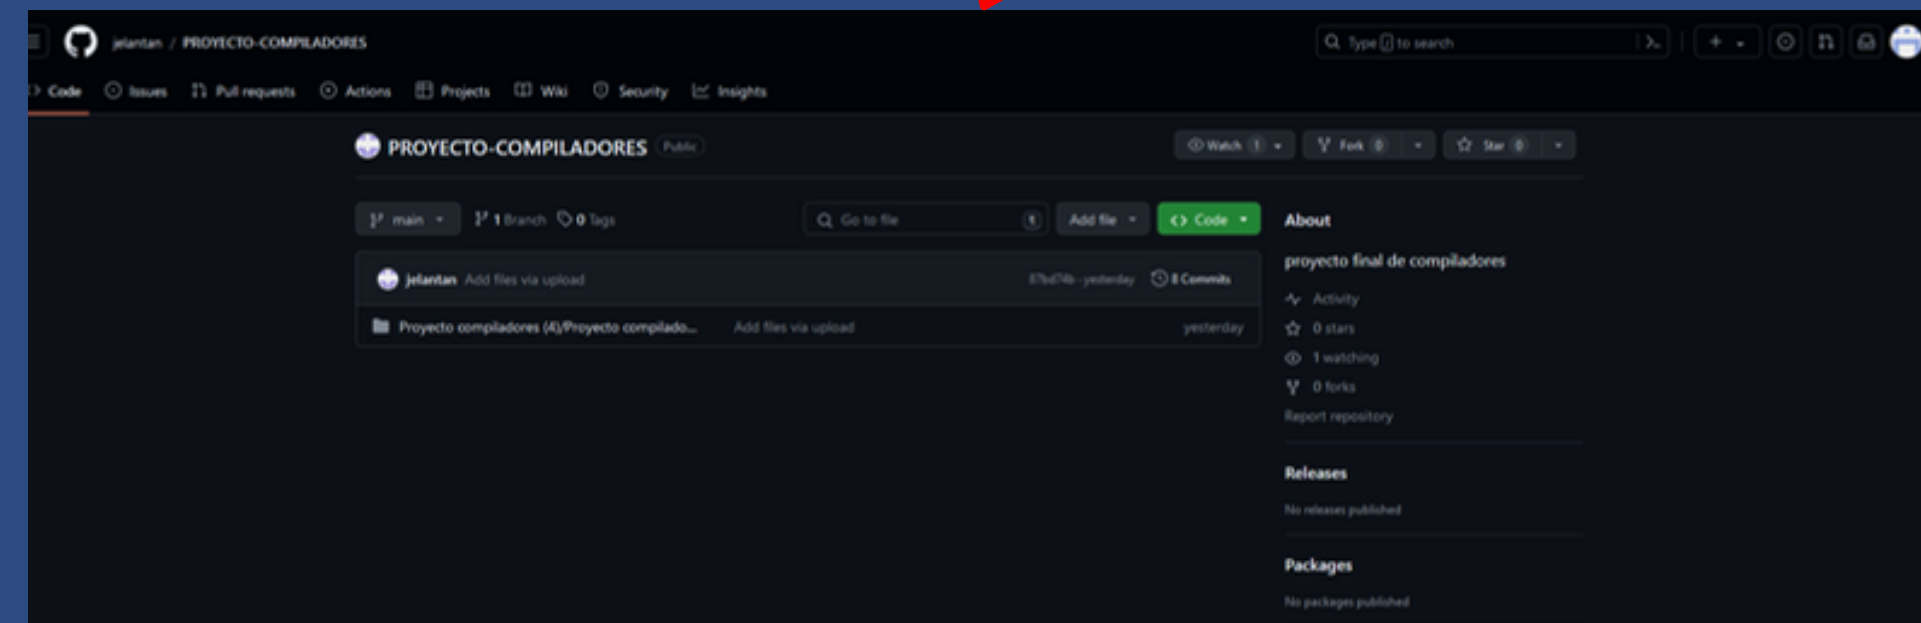 jelantan / PROYECTO-COMPILADORES
Type / to search
Code Issues Pull requests Actions Projects Wiki Security Insights
PROYECTO-COMPILADORES Public
Watch 1 Fork 0 Star 0
main 1 Branch 0 Tags Go to file t Add file Code
About
proyecto final de compiladores
jelantan Add files via upload yesterday 8 Commits
Proyecto compiladores (4)/Proyecto compilado... Add files via upload yesterday
Activity
0 stars
1 watching
0 forks
Report repository
Releases
No releases published
Packages
No packages published